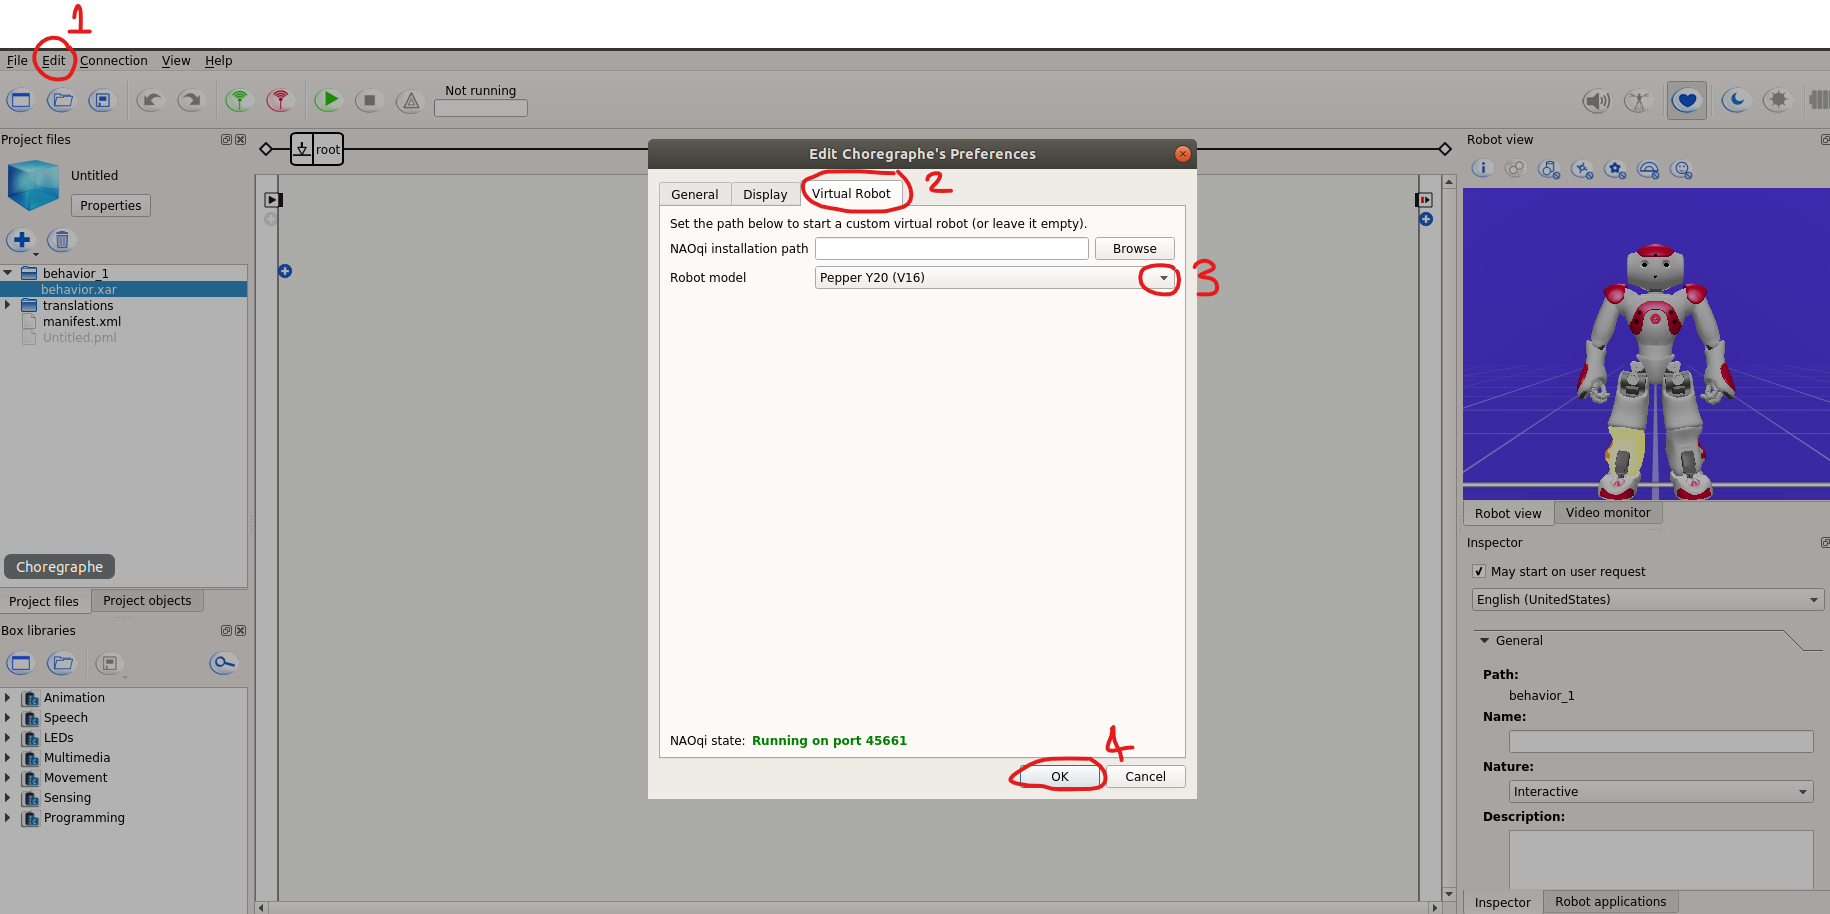 1
File Edit Connection View Help
Not running
Project files
root
Edit Choregraphe's Preferences
Robot view
Untitled
Properties
General Display Virtual Robot 2
Set the path below to start a custom virtual robot (or leave it empty).
NAOqi installation path Browse
Robot model Pepper Y20 (V16) 3
behavior_1
behavior.xar
translations
manifest.xml
Untitled.pml
Robot view Video monitor
Inspector
May start on user request
English (UnitedStates)
General
Path:
behavior_1
Name:
Nature:
Interactive
Description:
Inspector Robot applications
Choregraphe
Project files Project objects
Box libraries
Animation
Speech
LEDs
Multimedia
Movement
Sensing
Programming
NAOqi state: Running on port 45661
4
OK Cancel